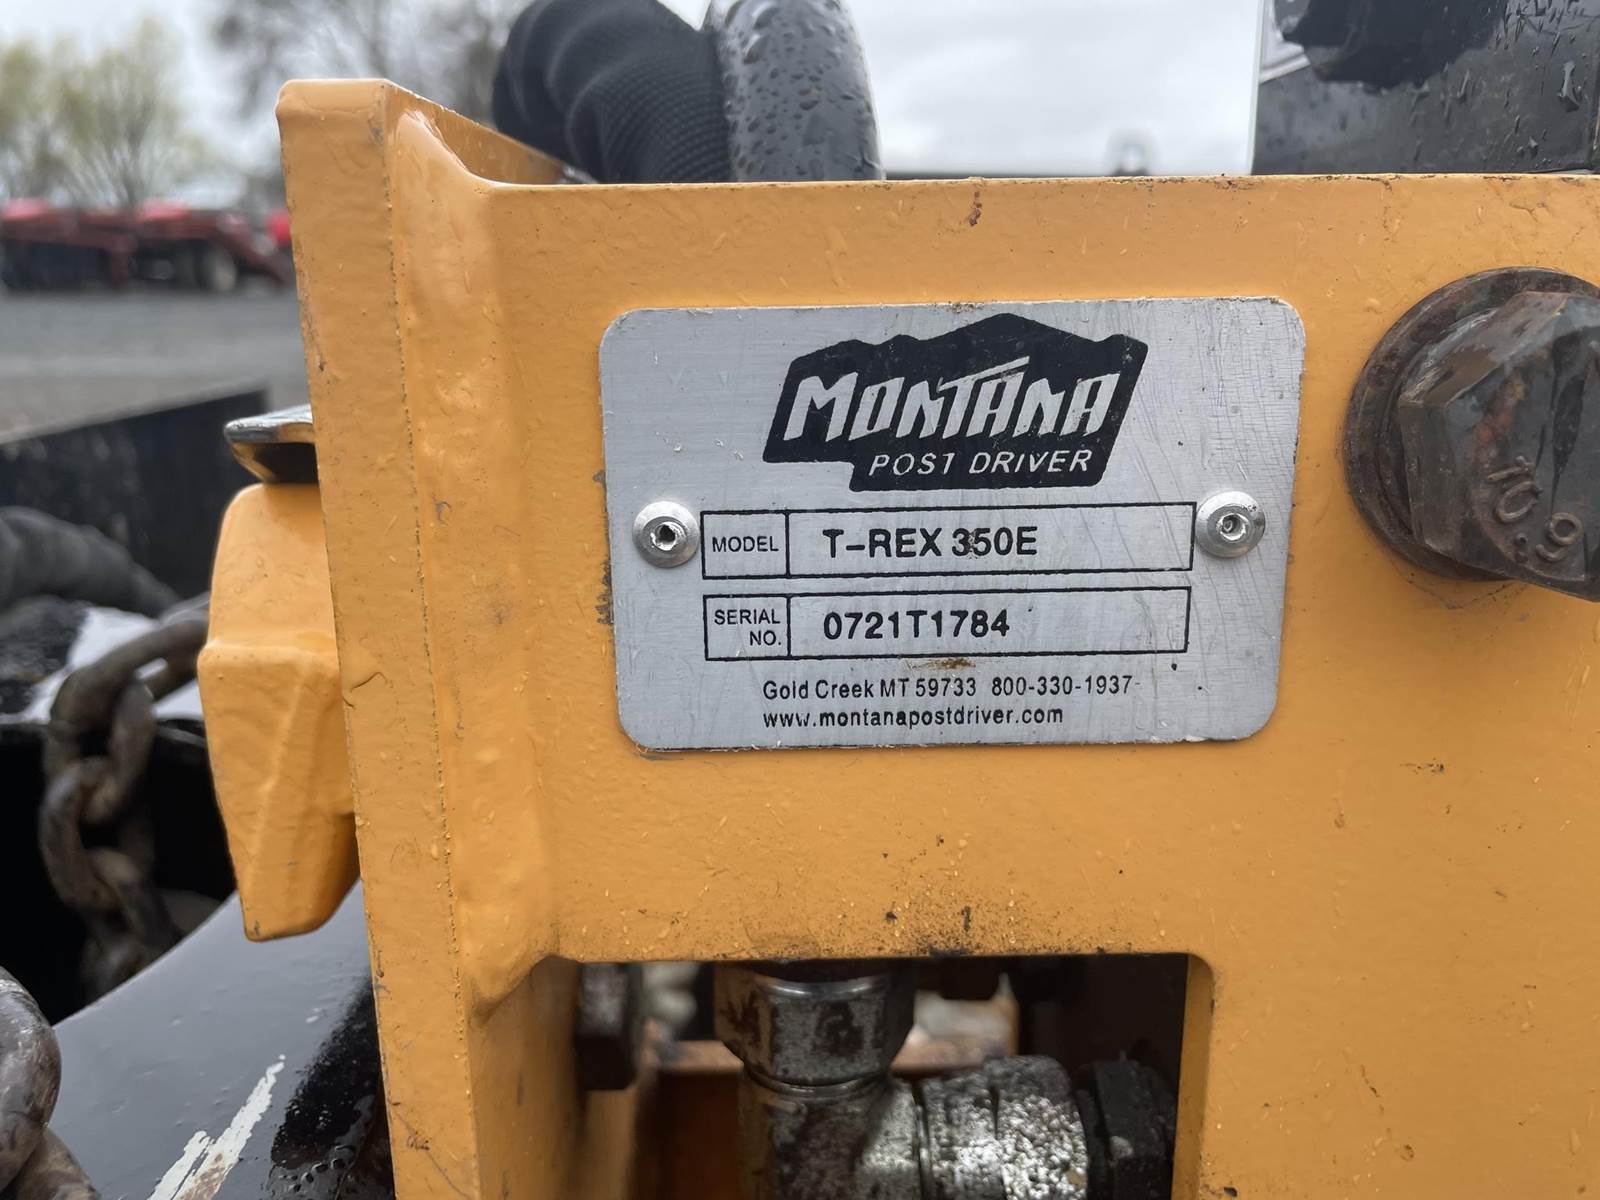 MONTANA
POST DRIVER
MODEL T-REX 350E
SERIAL NO. 0721T1784
Gold Creek MT 59733 800-330-1937
www.montanapostdriver.com
10.9